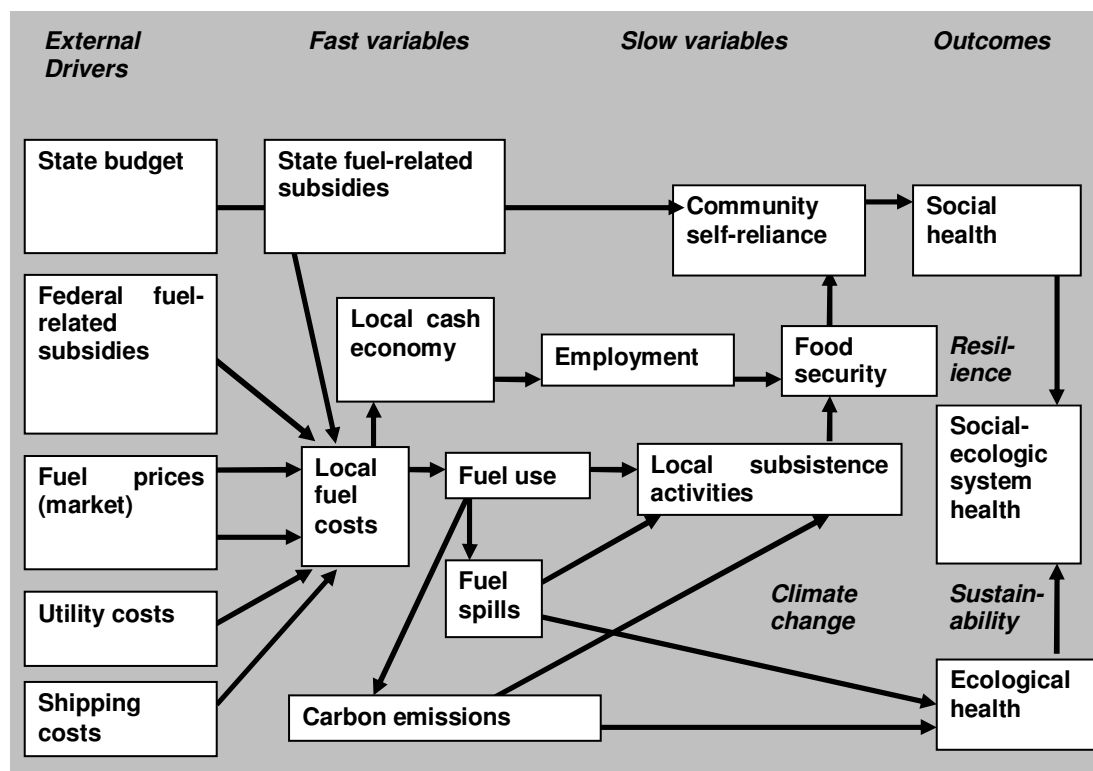 External
Drivers
Fast variables
Slow variables
Outcomes
State budget
State fuel-related
subsidies
Community
self-reliance
Social
health
Federal fuel-
related
subsidies
Local cash
economy
Employment
Food
security
Resil-
ience
Fuel prices
(market)
Local
fuel
costs
Fuel use
Local subsistence
activities
Social-
ecologic
system
health
Utility costs
Fuel
spills
Climate
change
Sustain-
ability
Shipping
costs
Carbon emissions
Ecological
health